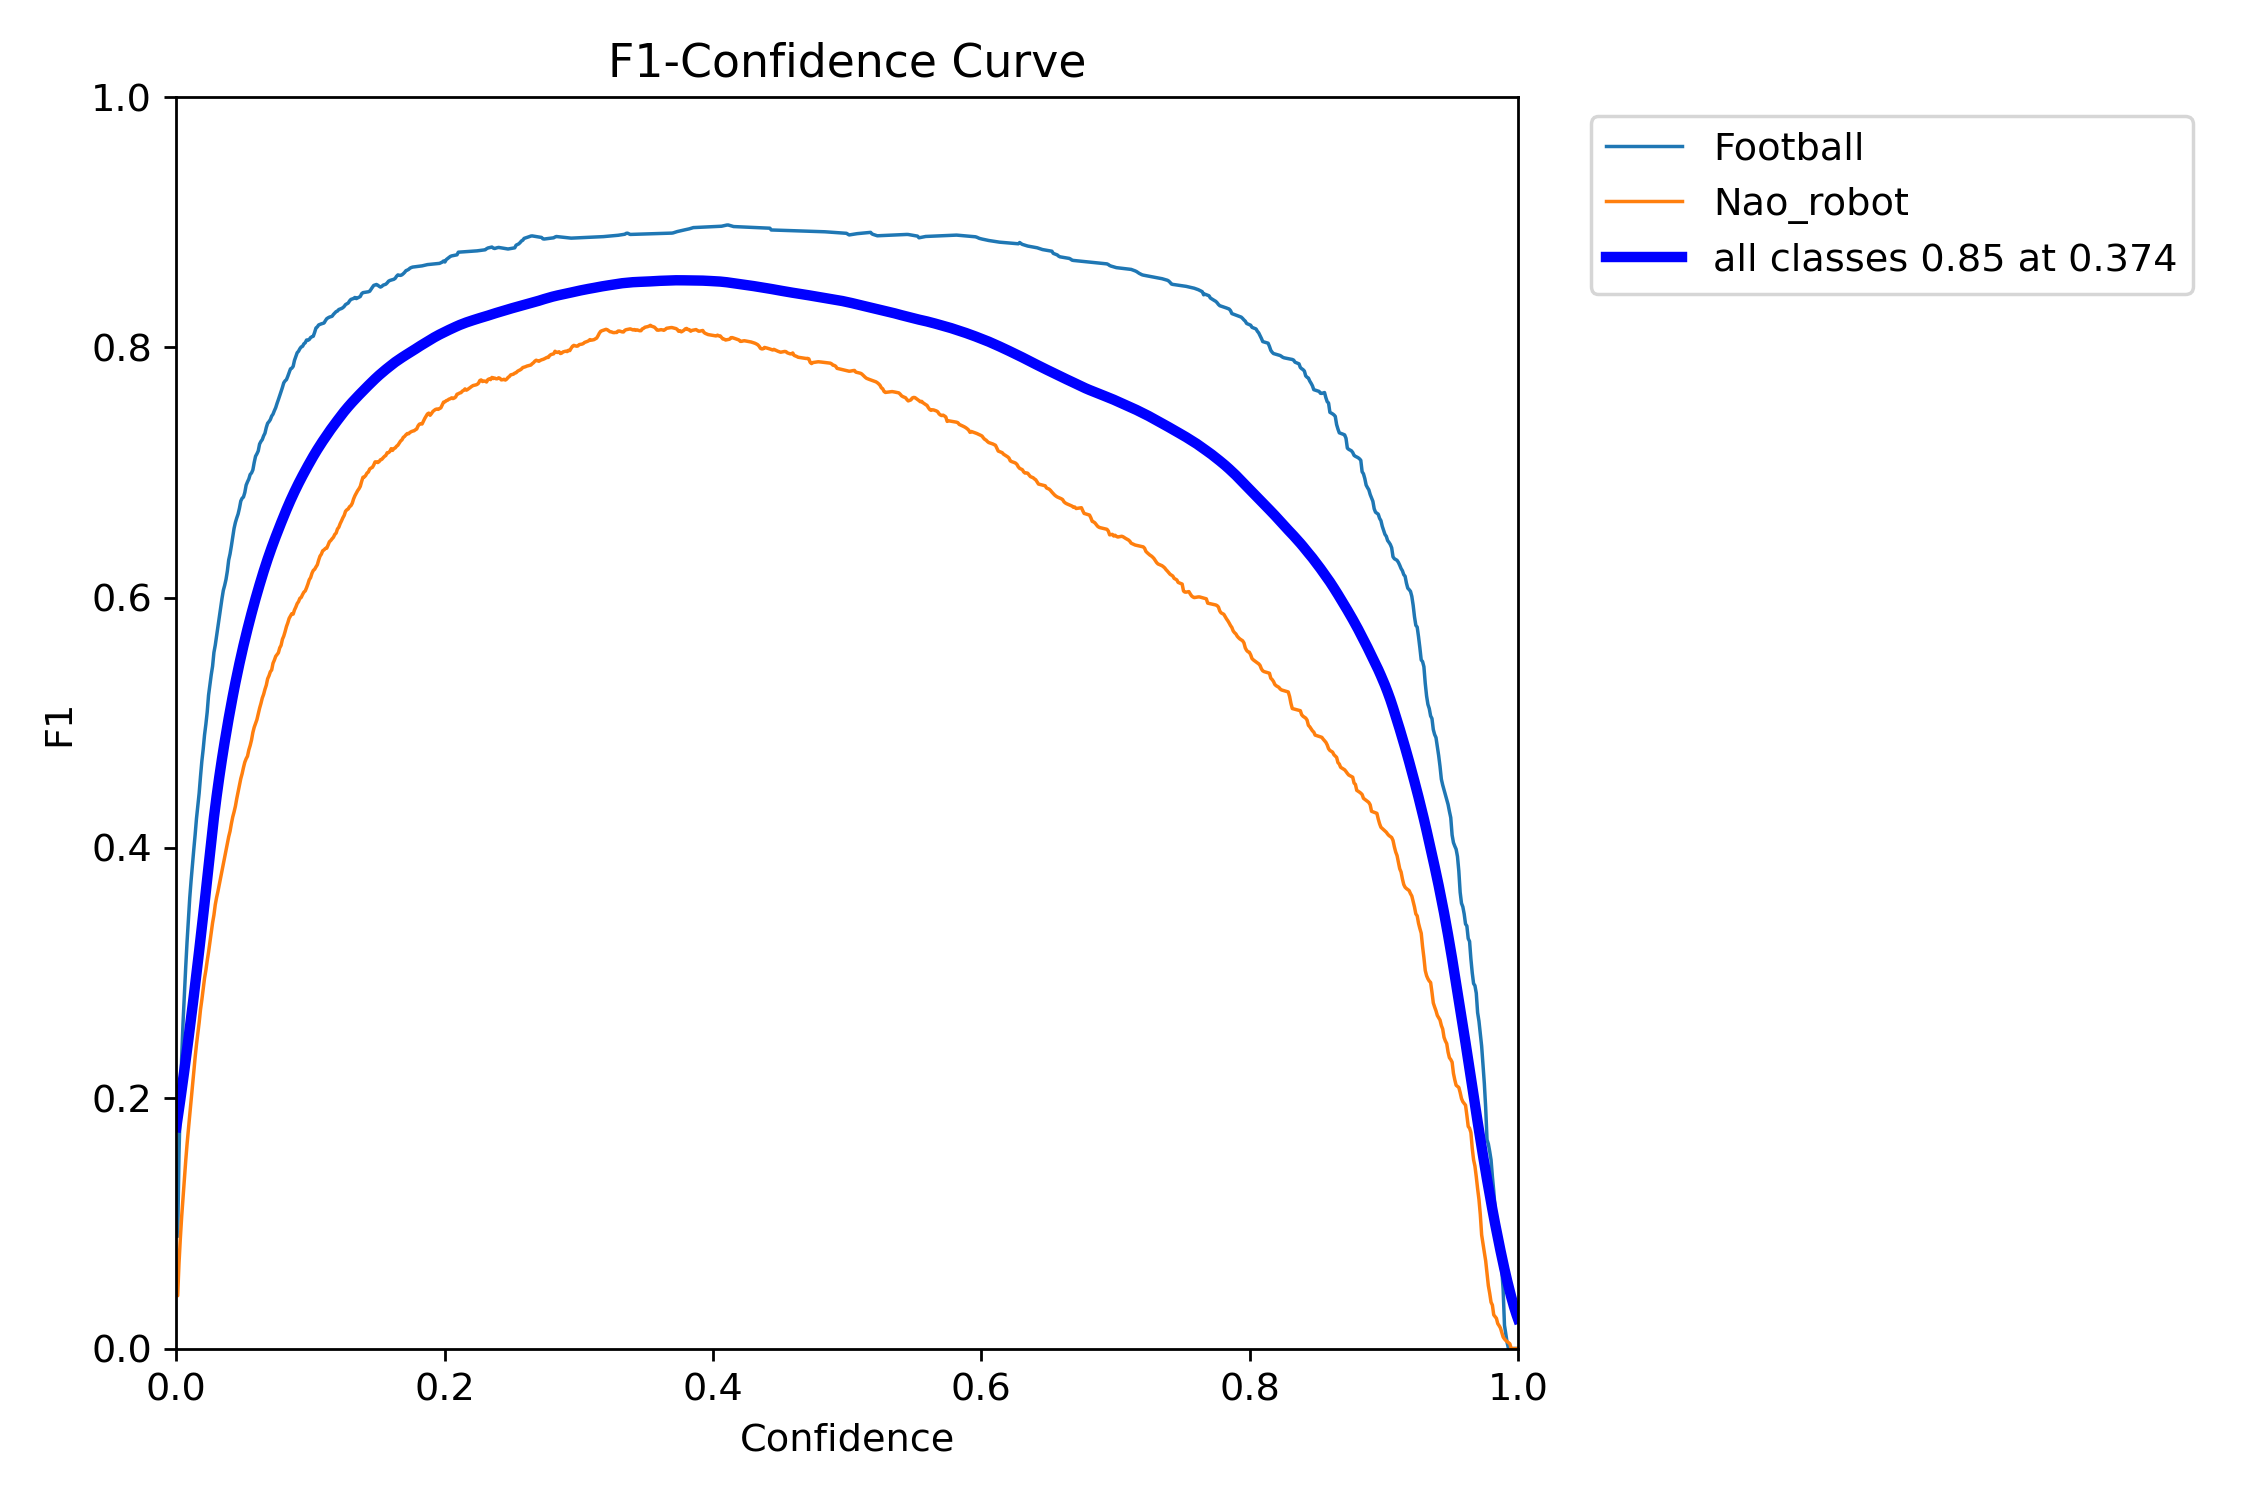 F1-Confidence Curve
1.0
0.8
0.6
0.4
0.2
0.0
F1
0.0 0.2 0.4 0.6 0.8 1.0
Confidence
Football
Nao_robot
all classes 0.85 at 0.374